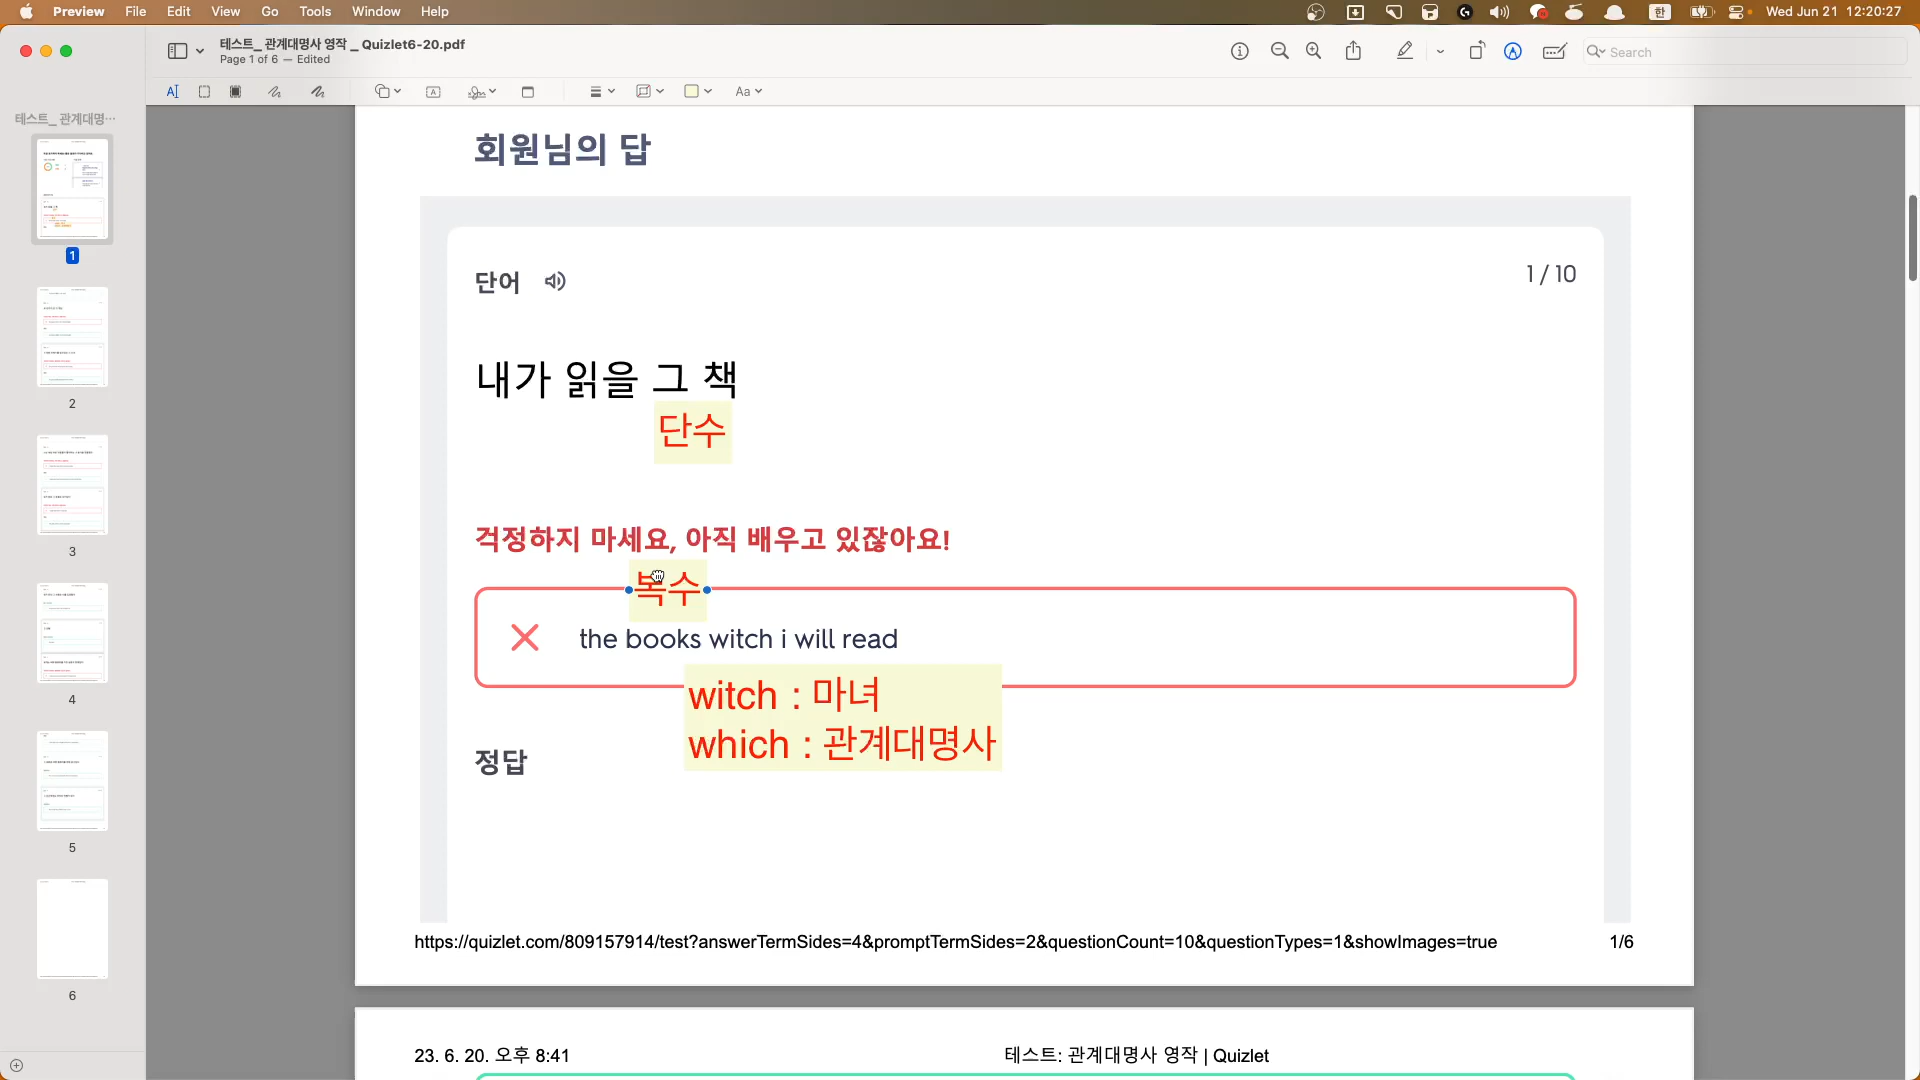 Preview File Edit View Go Tools Window Help
한 Wed Jun 21 12:20:27
테스트_ 관계대명사 영작 _ Quizlet6-20.pdf
Page 1 of 6 — Edited
Search
Aa
테스트_ 관계대명…
1
2
3
4
5
6
회원님의 답
단어
1 / 10
내가 읽을 그 책
단수
걱정하지 마세요, 아직 배우고 있잖아요!
복수
the books witch i will read
witch : 마녀
which : 관계대명사
정답
https://quizlet.com/809157914/test?answerTermSides=4&promptTermSides=2&questionCount=10&questionTypes=1&showImages=true
1/6
23. 6. 20. 오후 8:41
테스트: 관계대명사 영작 | Quizlet